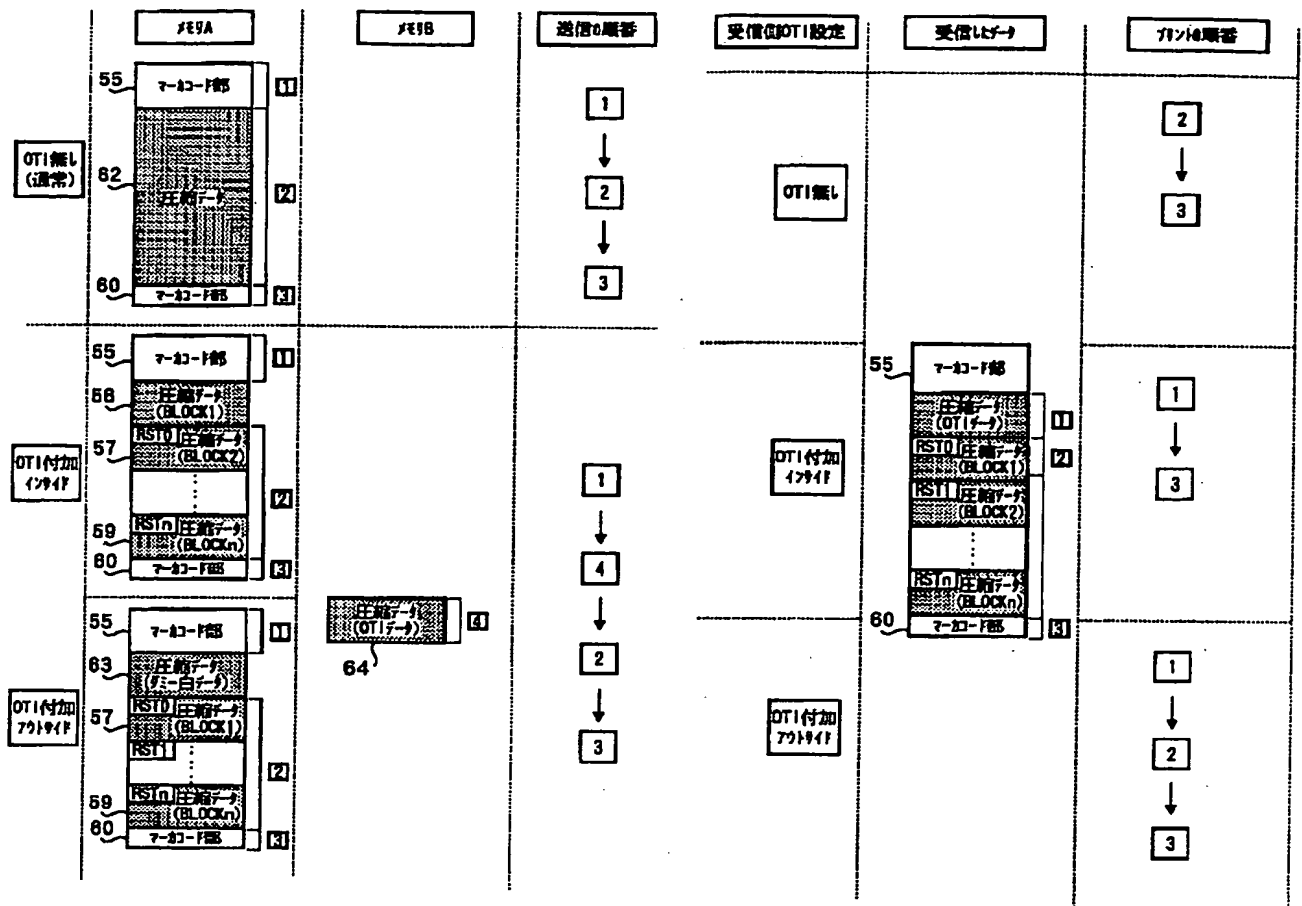 メモリA
メモリB
送信の順番
受信側OTI設定
受信したデータ
プリントの順番
OTI無し
(通常)
55
マーカコード部
1
62
圧縮データ
2
60
マーカコード部
3
1
2
3
OTI付加
インサイド
55
マーカコード部
1
56
圧縮データ
(BLOCK1)
57
RST0
圧縮データ
(BLOCK2)
2
59
RSTn
圧縮データ
(BLOCKn)
60
マーカコード部
3
OTI付加
アウトサイド
55
マーカコード部
1
63
圧縮データ
(ダミー白データ)
57
RST0
圧縮データ
(BLOCK1)
RST1
2
59
RSTn
圧縮データ
(BLOCKn)
60
マーカコード部
3
圧縮データ
(OTIデータ)
4
64
1
4
2
3
OTI無し
2
3
OTI付加
インサイド
55
マーカコード部
圧縮データ
(OTIデータ)
1
RST0
圧縮データ
(BLOCK1)
2
RST1
圧縮データ
(BLOCK2)
RSTn
圧縮データ
(BLOCKn)
60
マーカコード部
3
1
3
OTI付加
アウトサイド
1
2
3